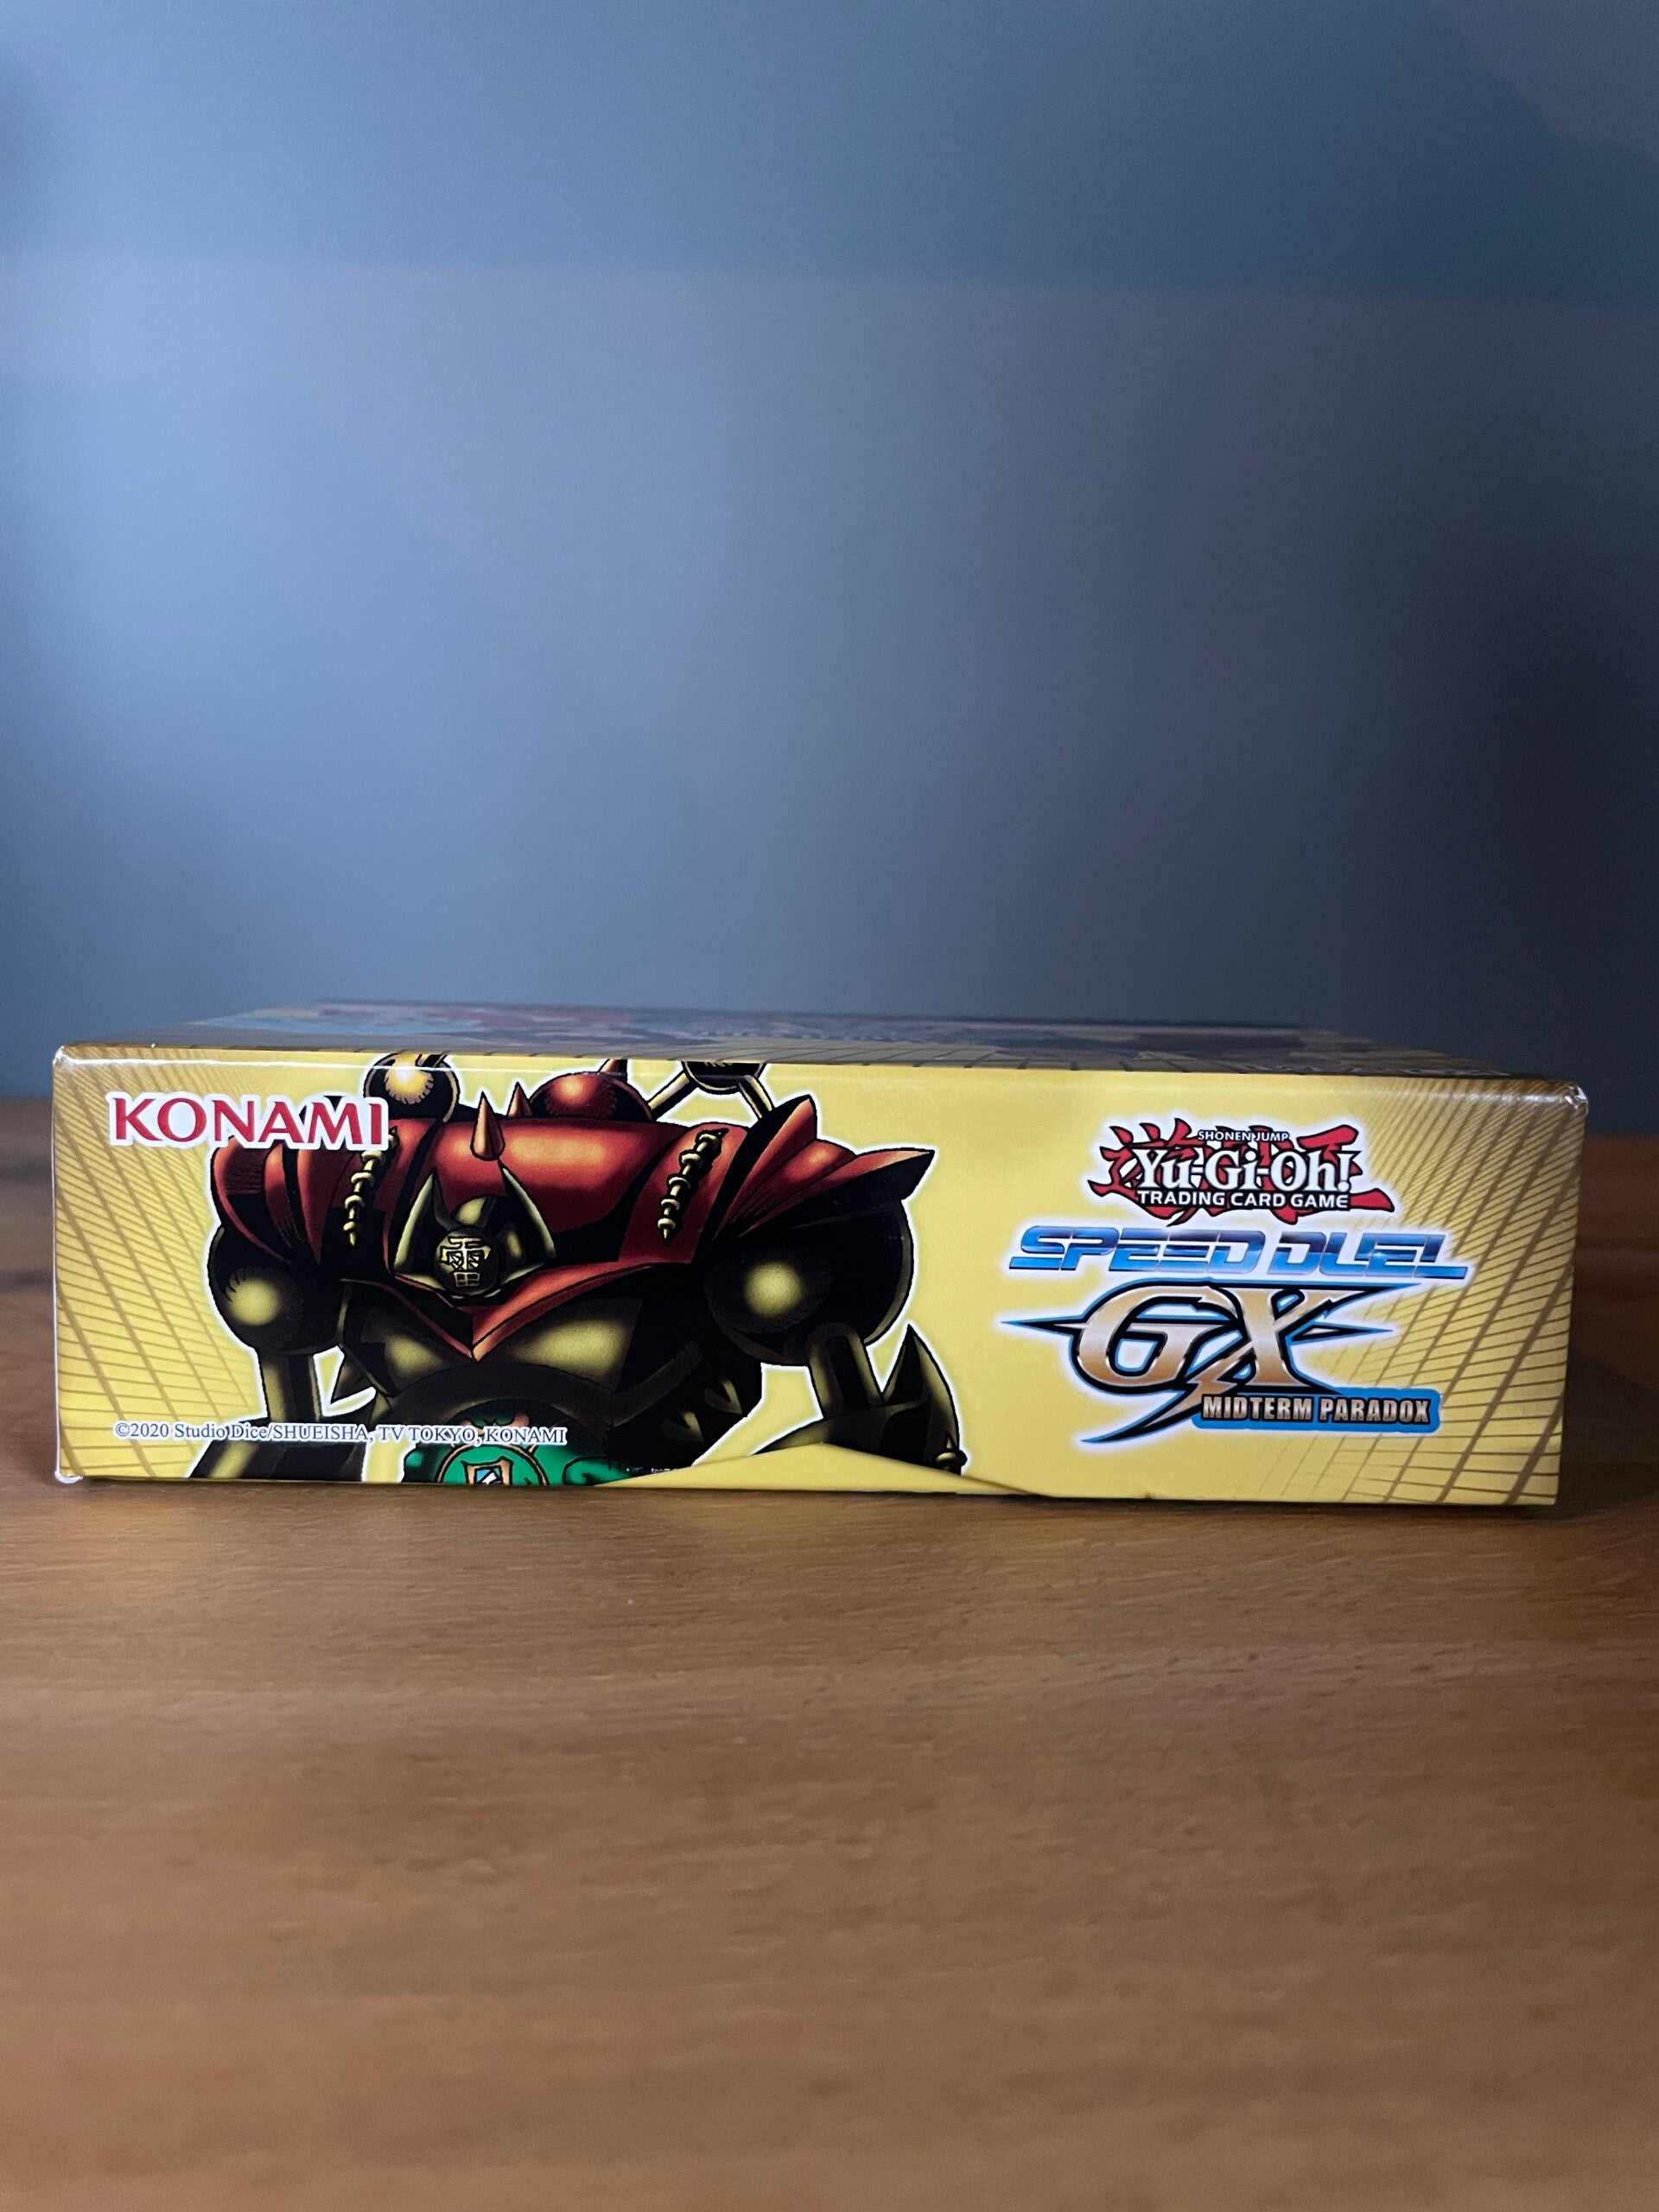 KONAMI
SHONEN JUMP
Yu-Gi-Oh!
TRADING CARD GAME
SPEED DUEL
GX
MIDTERM PARADOX
©2020 Studio Dice/SHUEISHA, TV TOKYO, KONAMI